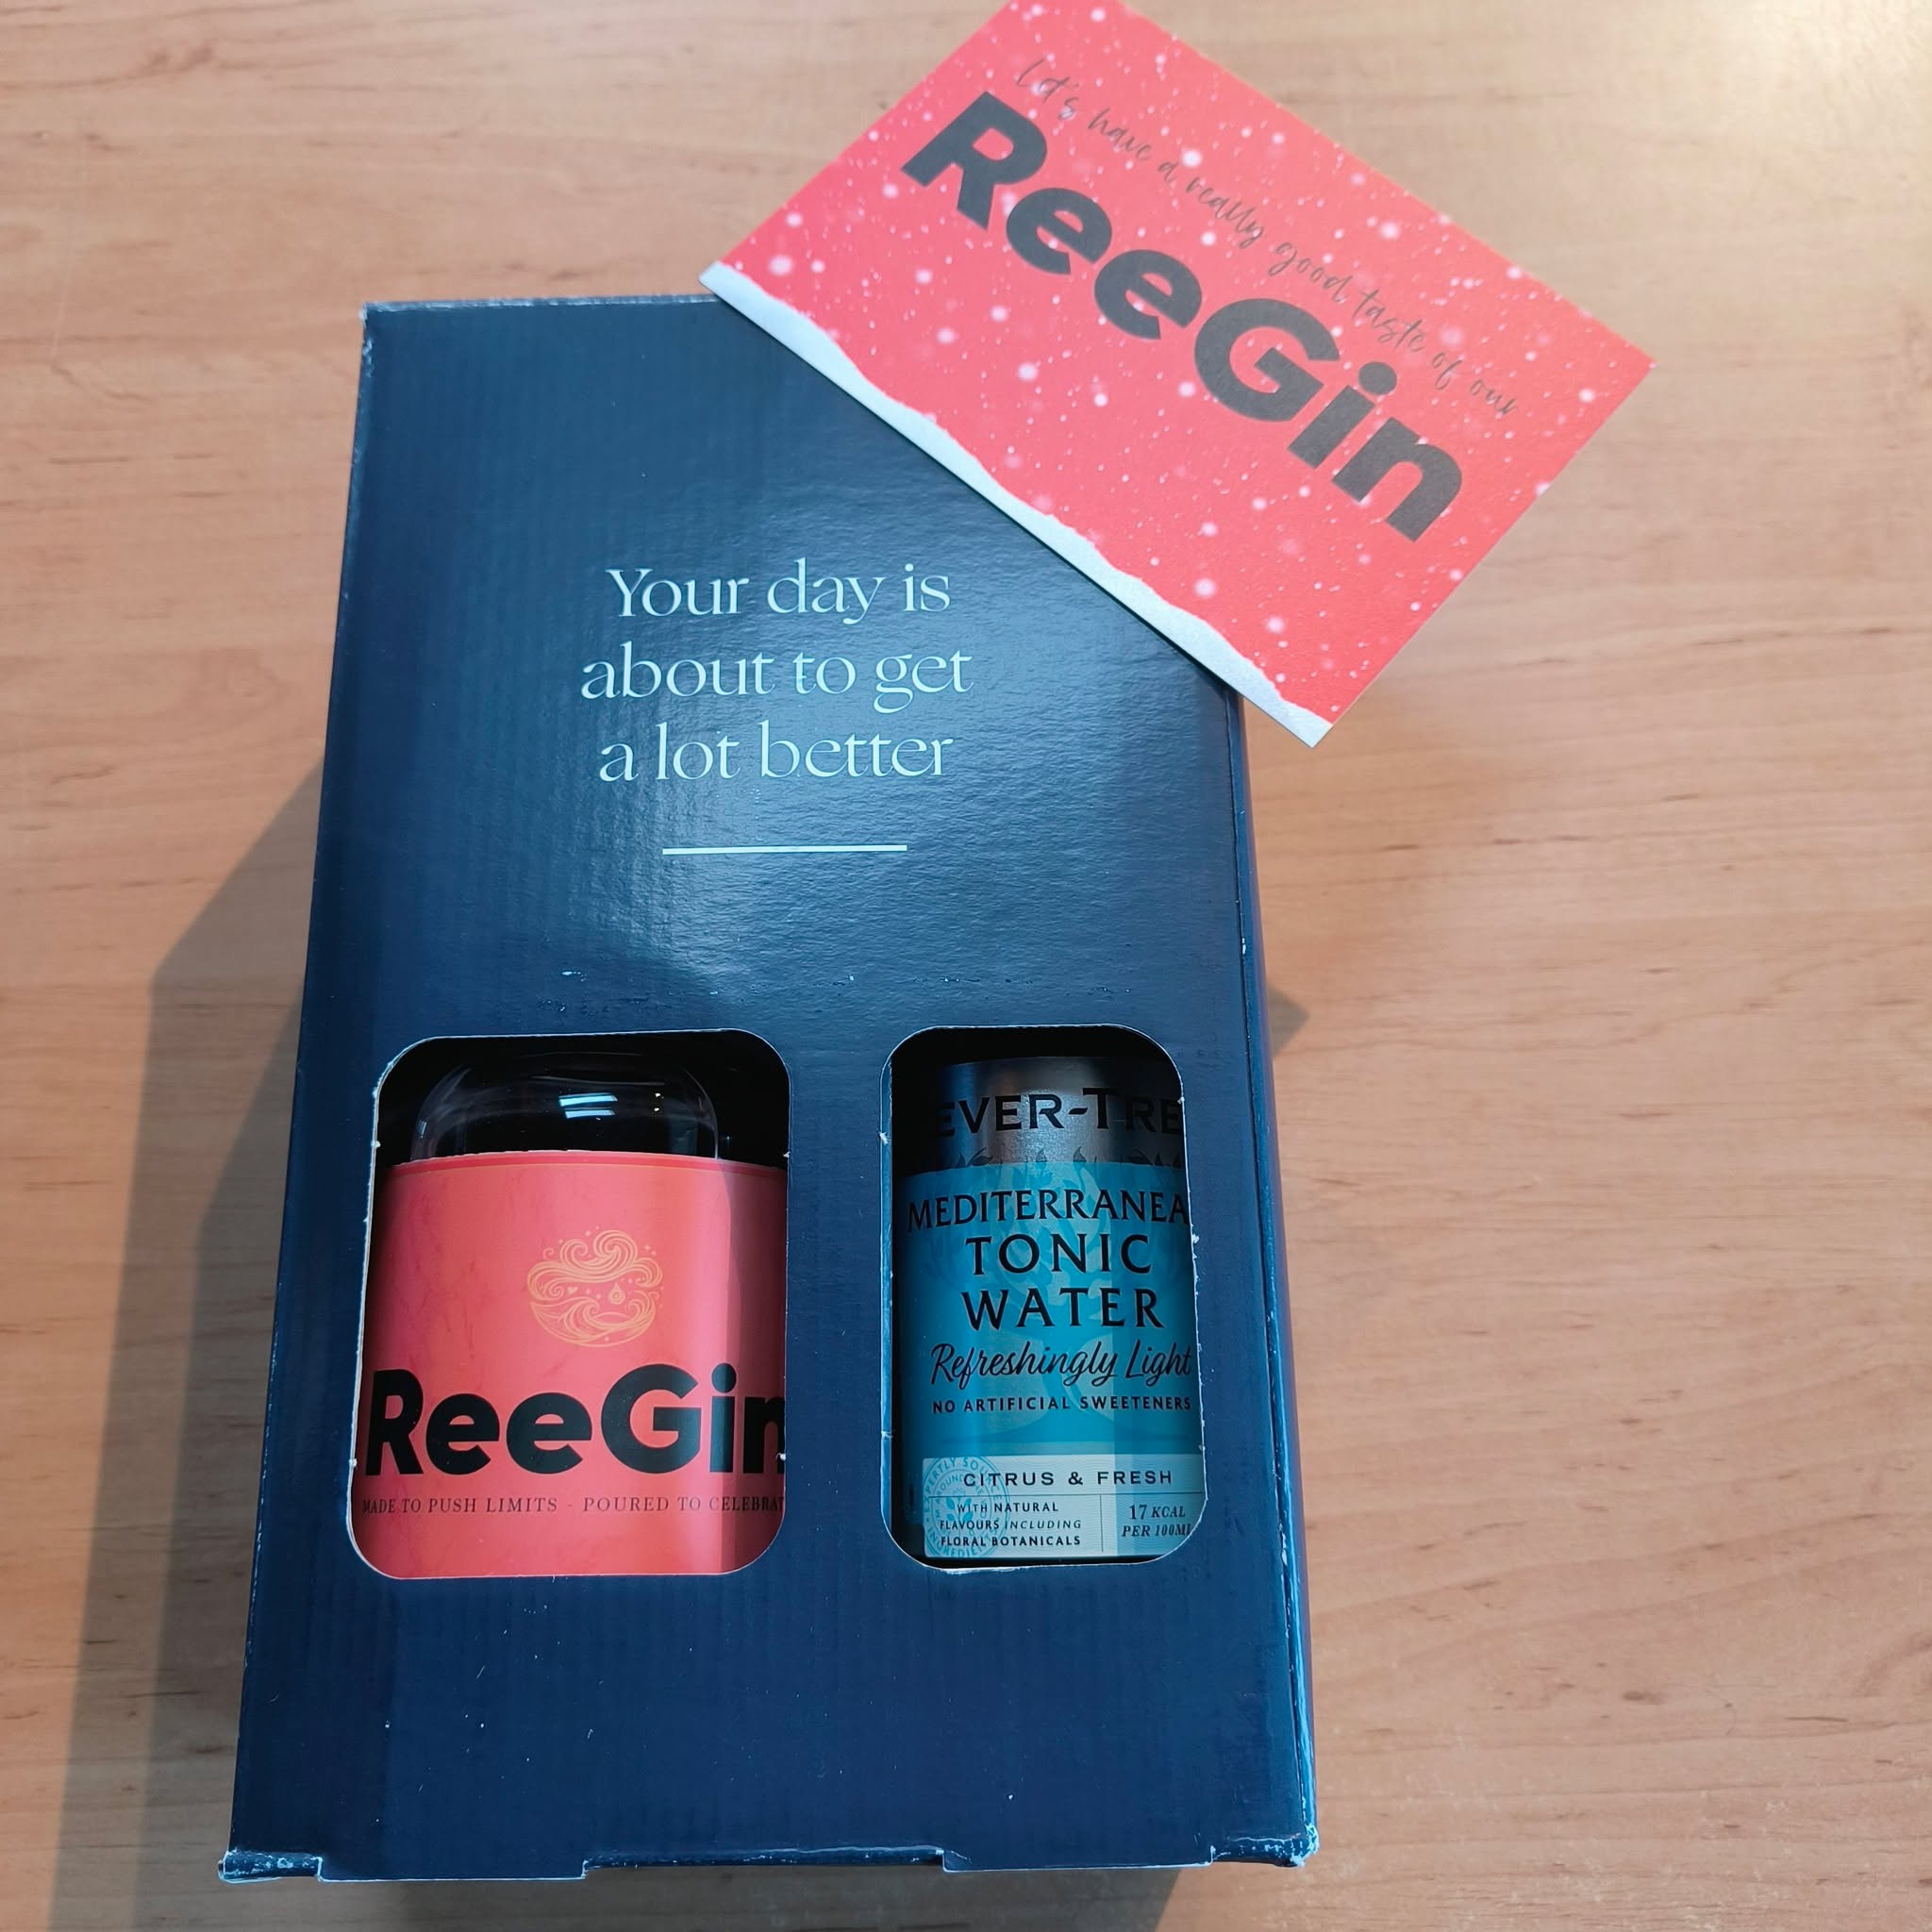 Let's have a really good taste of our
ReeGin
Your day is
about to get
a lot better
ReeGin
MADE TO PUSH LIMITS - POURED TO CELEBRAT
EVER-TREE
MEDITERRANEA
TONIC
WATER
Refreshingly Light
NO ARTIFICIAL SWEETENERS
CITRUS & FRESH
WITH NATURAL
FLAVOURS INCLUDING
FLORAL BOTANICALS
17 KCAL
PER 100ML